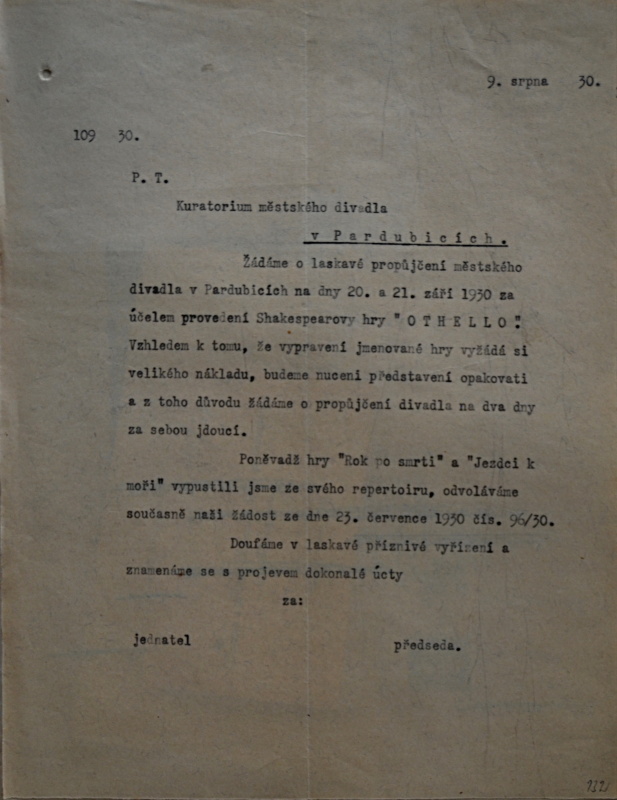 9. srpna 30.
109 30.
P. T.
Kuratorium městského divadla
v Pardubicích.
Žádáme o laskavé propůjčení městského
divadla v Pardubicích na dny 20. a 21. září 1930 za
účelem provedení Shakespearovy hry "OTHELLO".
Vzhledem k tomu, že vypravení jmenované hry vyžádá si
velikého nákladu, budeme nuceni představení opakovati
a z toho důvodu žádáme o propůjčení divadla na dva dny
za sebou jdoucí.
Poněvadž hry "Rok po smrti" a "Jezdci k
moři" vypustili jsme ze svého repertoiru, odvoláváme
současně naši žádost ze dne 23. července 1930 čís. 96/30.
Doufáme v laskavé příznivé vyřízení a
znamenáme se s projevem dokonalé úcty
za:
jednatel předseda.